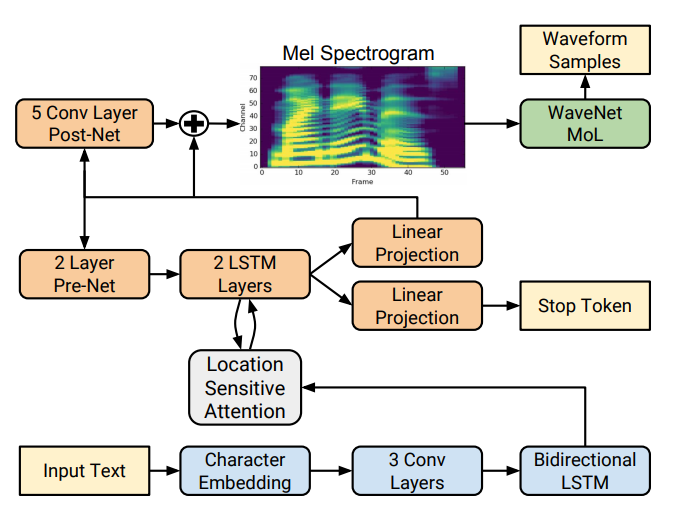 Waveform
Samples
Mel Spectrogram
5 Conv Layer
Post-Net
Channel
70
60
50
40
30
20
10
0
0 10 20 30 40 50
Frame
WaveNet
MoL
2 Layer
Pre-Net
2 LSTM
Layers
Linear
Projection
Linear
Projection
Stop Token
Location
Sensitive
Attention
Input Text
Character
Embedding
3 Conv
Layers
Bidirectional
LSTM